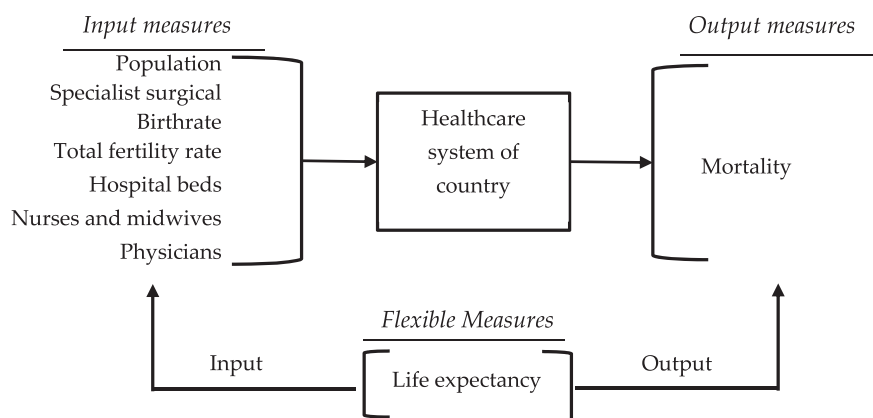 Input measures
Population
Specialist surgical
Birthrate
Total fertility rate
Hospital beds
Nurses and midwives
Physicians
Healthcare
system of
country
Output measures
Mortality
Flexible Measures
Input
Life expectancy
Output